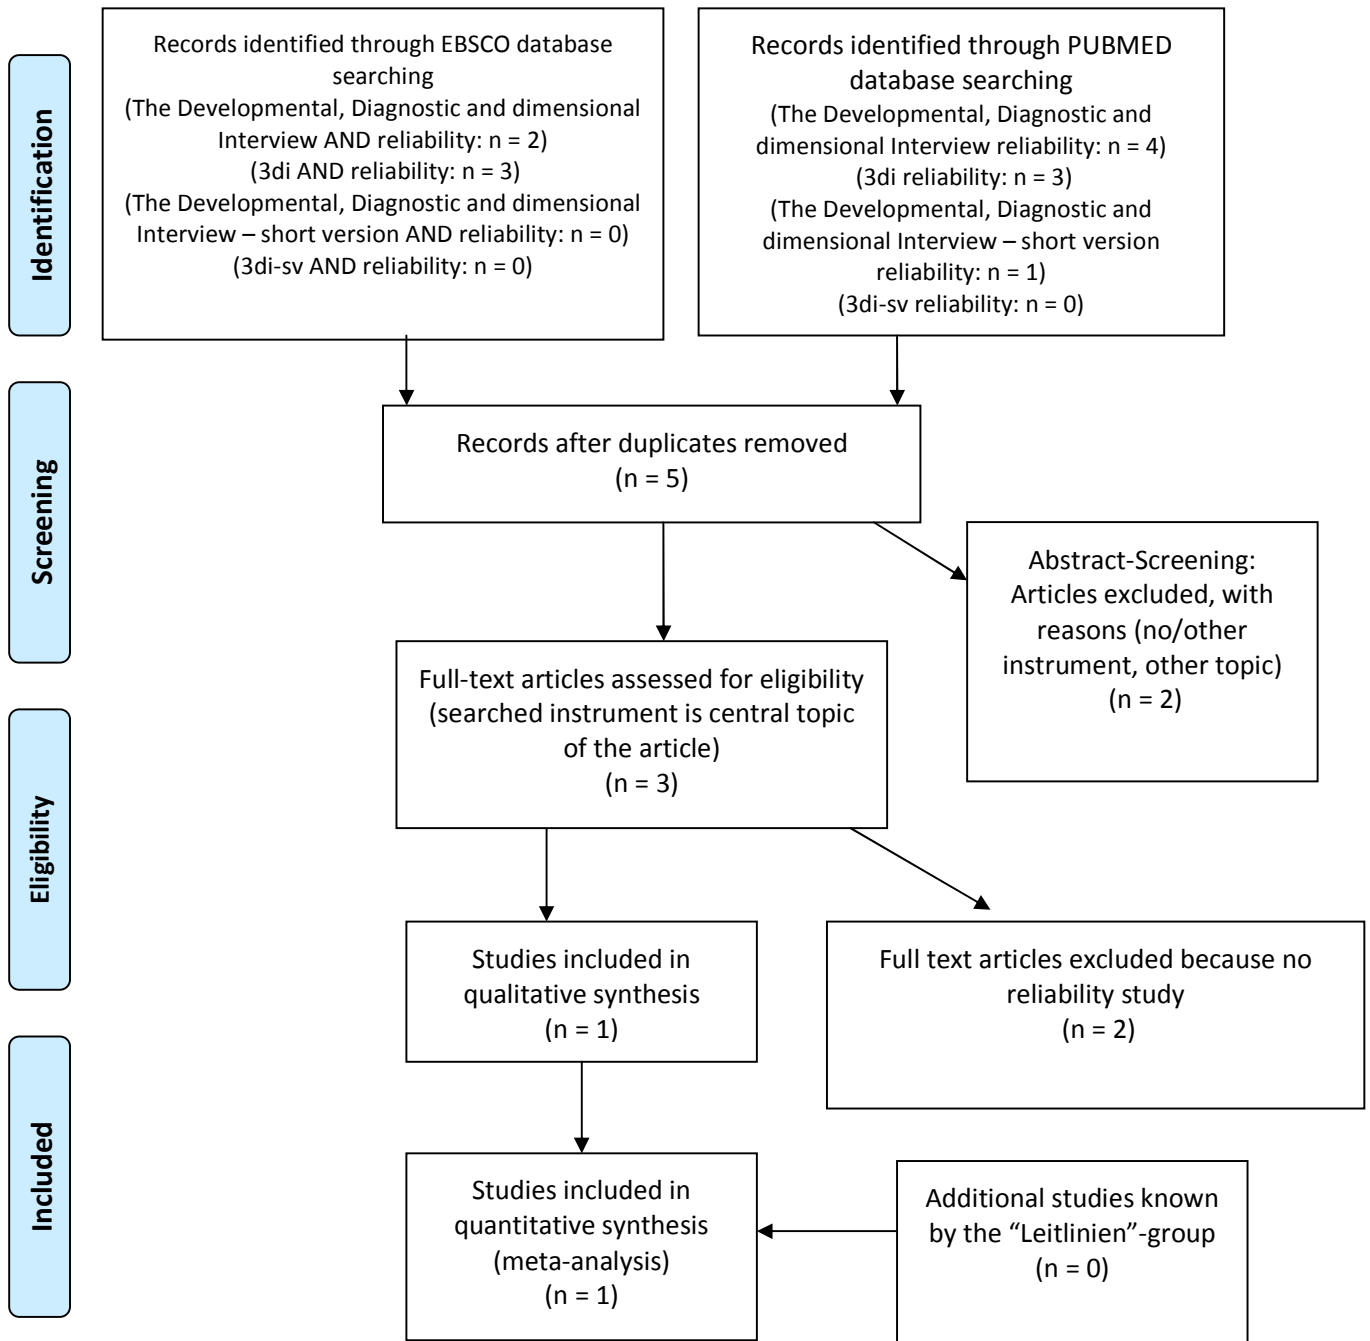 Identification
Records identified through EBSCO database
searching
(The Developmental, Diagnostic and dimensional
Interview AND reliability: n = 2)
(3di AND reliability: n = 3)
(The Developmental, Diagnostic and dimensional
Interview – short version AND reliability: n = 0)
(3di-sv AND reliability: n = 0)
Records identified through PUBMED
database searching
(The Developmental, Diagnostic and
dimensional Interview reliability: n = 4)
(3di reliability: n = 3)
(The Developmental, Diagnostic and
dimensional Interview – short version
reliability: n = 1)
(3di-sv reliability: n = 0)
Screening
Records after duplicates removed
(n = 5)
Abstract-Screening:
Articles excluded, with
reasons (no/other
instrument, other topic)
(n = 2)
Eligibility
Full-text articles assessed for eligibility
(searched instrument is central topic
of the article)
(n = 3)
Studies included in
qualitative synthesis
(n = 1)
Full text articles excluded because no
reliability study
(n = 2)
Included
Studies included in
quantitative synthesis
(meta-analysis)
(n = 1)
Additional studies known
by the “Leitlinien”-group
(n = 0)